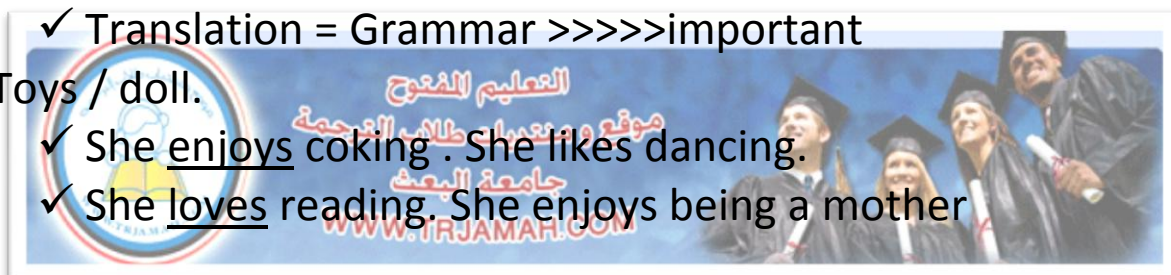 ✓ Translation = Grammar >>>>>important
Toys / doll.
التعليم المفتوح
موقع ومنتديات طلاب الترجمة
✓ She enjoys coking . She likes dancing.
جامعة البعث
✓ She loves reading. She enjoys being a mother
WWW.TRJAMAH.COM